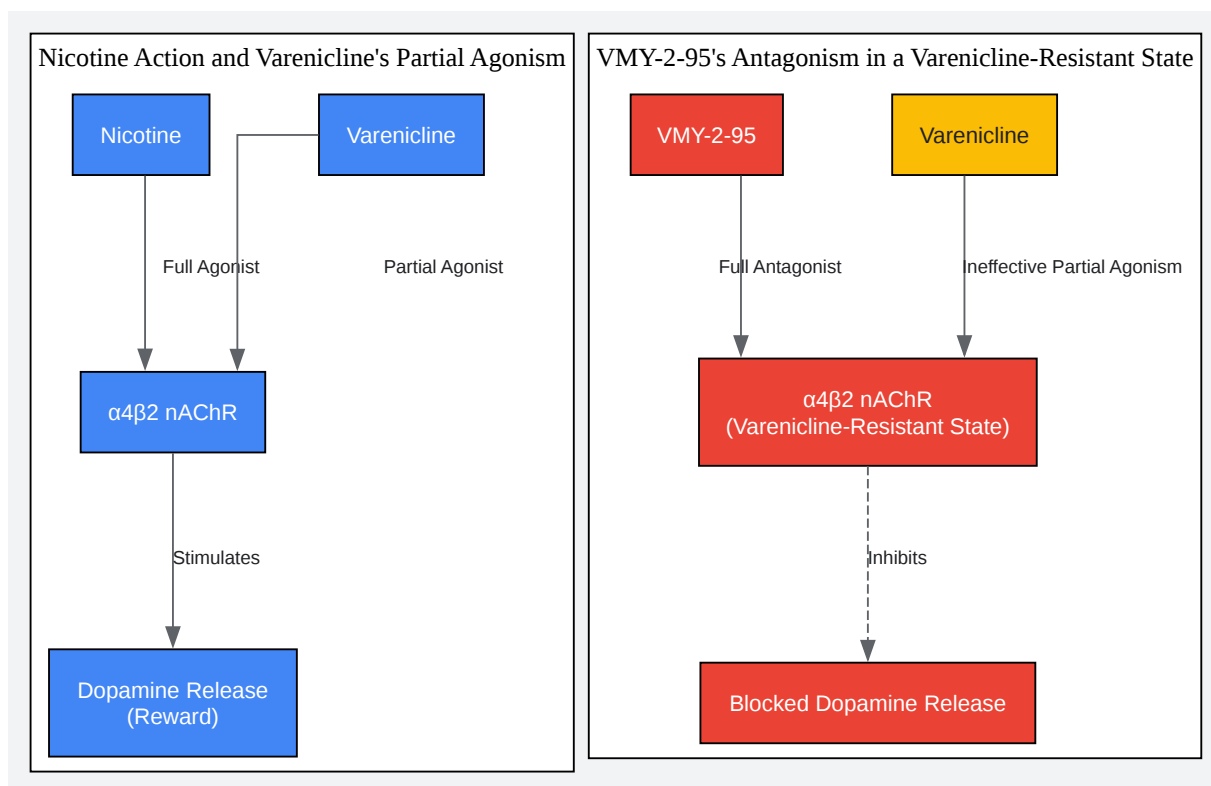 Nicotine Action and Varenicline's Partial Agonism
Nicotine
Varenicline
Full Agonist
Partial Agonist
α4β2 nAChR
Stimulates
Dopamine Release
(Reward)
VMY-2-95's Antagonism in a Varenicline-Resistant State
VMY-2-95
Varenicline
Full Antagonist
Ineffective Partial Agonism
α4β2 nAChR
(Varenicline-Resistant State)
Inhibits
Blocked Dopamine Release